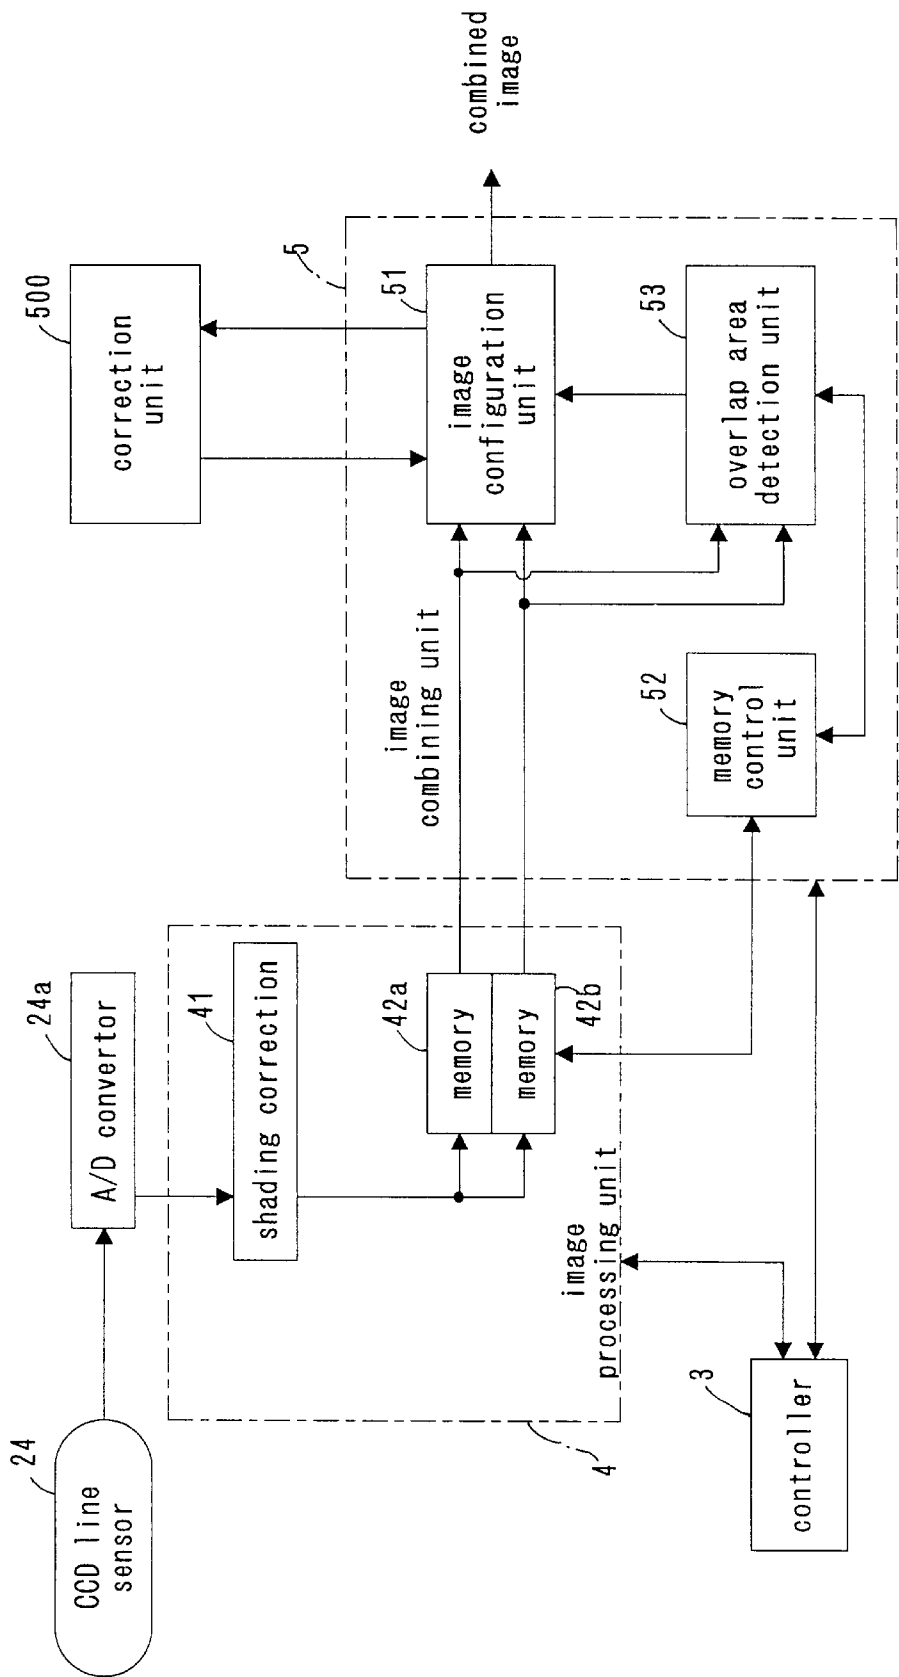 24
CCD line
sensor
24a
A/D convertor
41
shading correction
42a
memory
memory
42b
image
processing unit
4
3
controller
500
correction
unit
5
image
combining unit
51
image
configuration
unit
combined
image
52
memory
control
unit
53
overlap area
detection unit